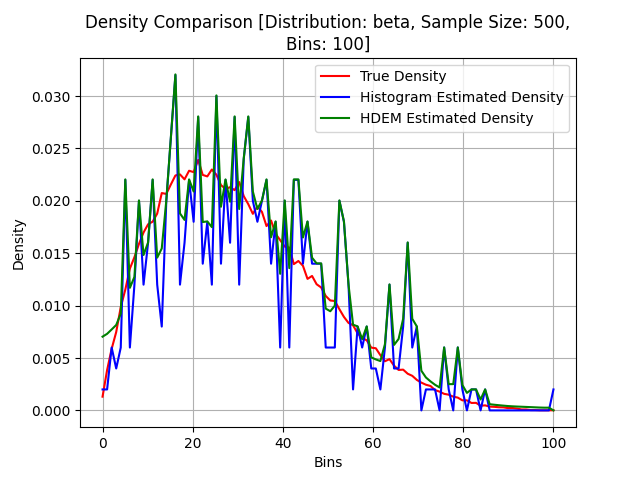 Density Comparison [Distribution: beta, Sample Size: 500,
Bins: 100]
True Density
Histogram Estimated Density
HDEM Estimated Density
Density
0.030
0.025
0.020
0.015
0.010
0.005
0.000
0 20 40 60 80 100
Bins